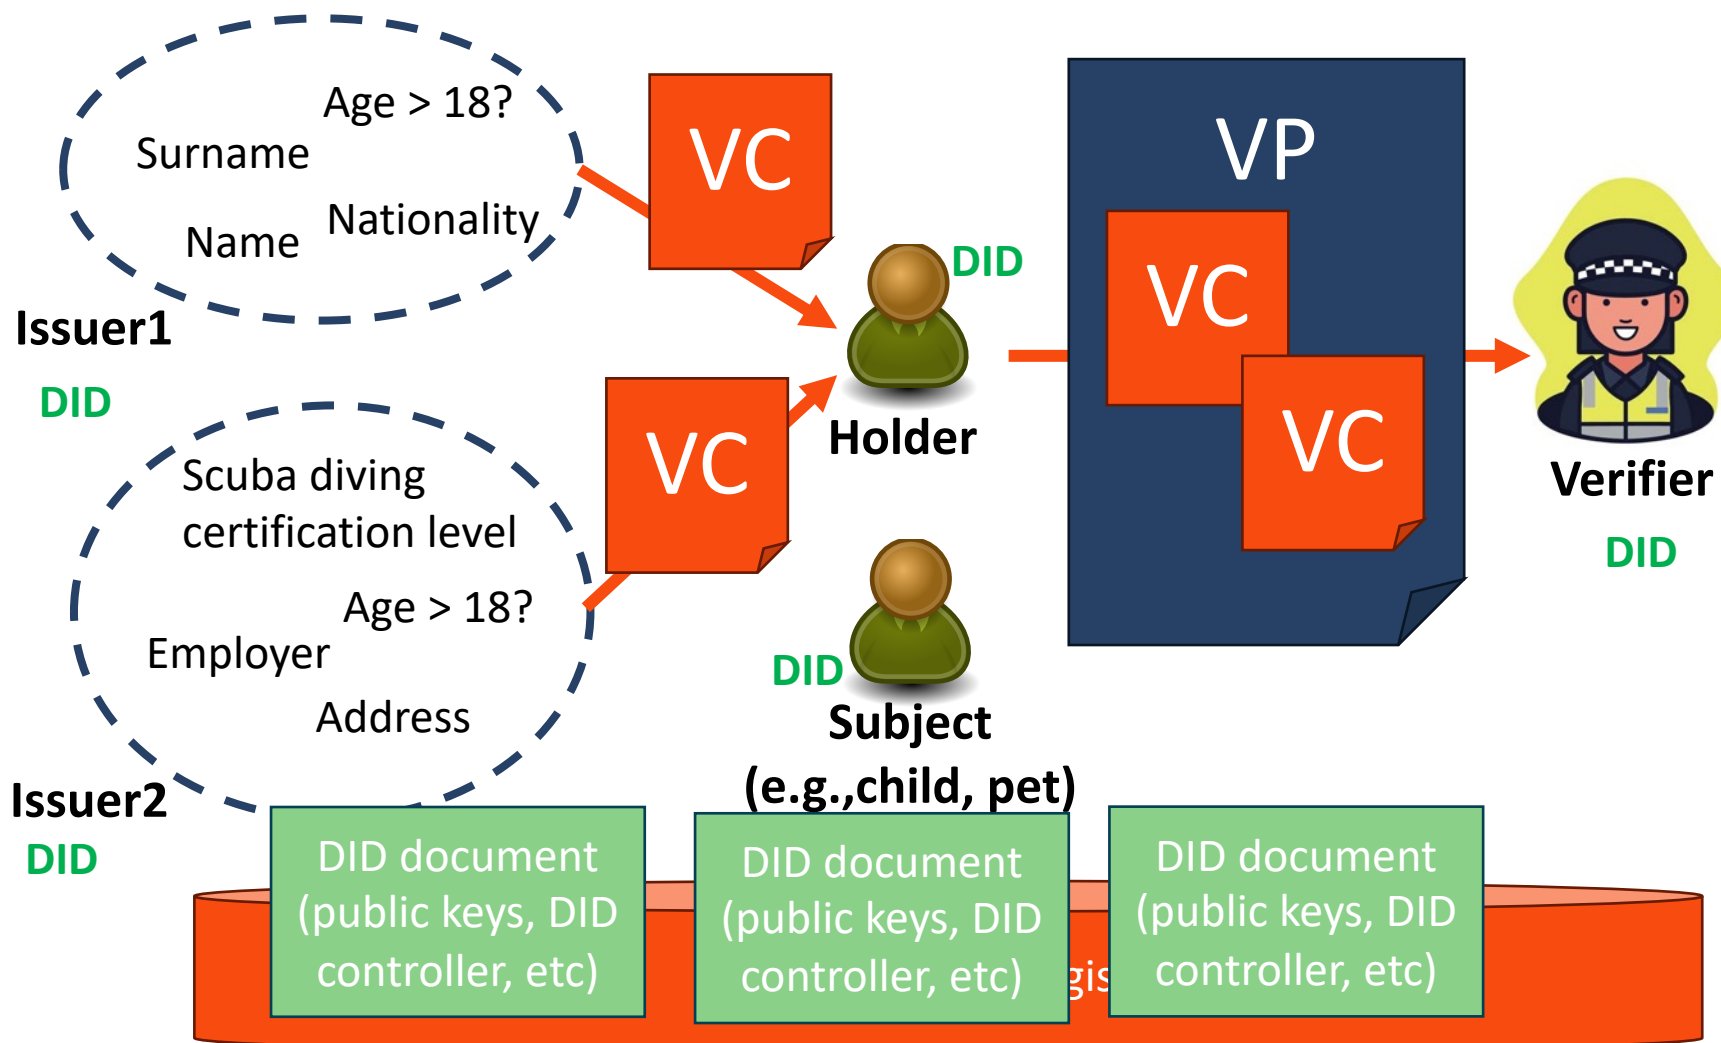 Age > 18?
Surname
Nationality
Name
Issuer1
DID
VC
DID
Holder
VP
VC
VC
Verifier
DID
Scuba diving
certification level
Age > 18?
Employer
Address
Issuer2
DID
VC
DID
Subject
(e.g.,child, pet)
DID document
(public keys, DID
controller, etc)
DID document
(public keys, DID
controller, etc)
DID document
(public keys, DID
controller, etc)